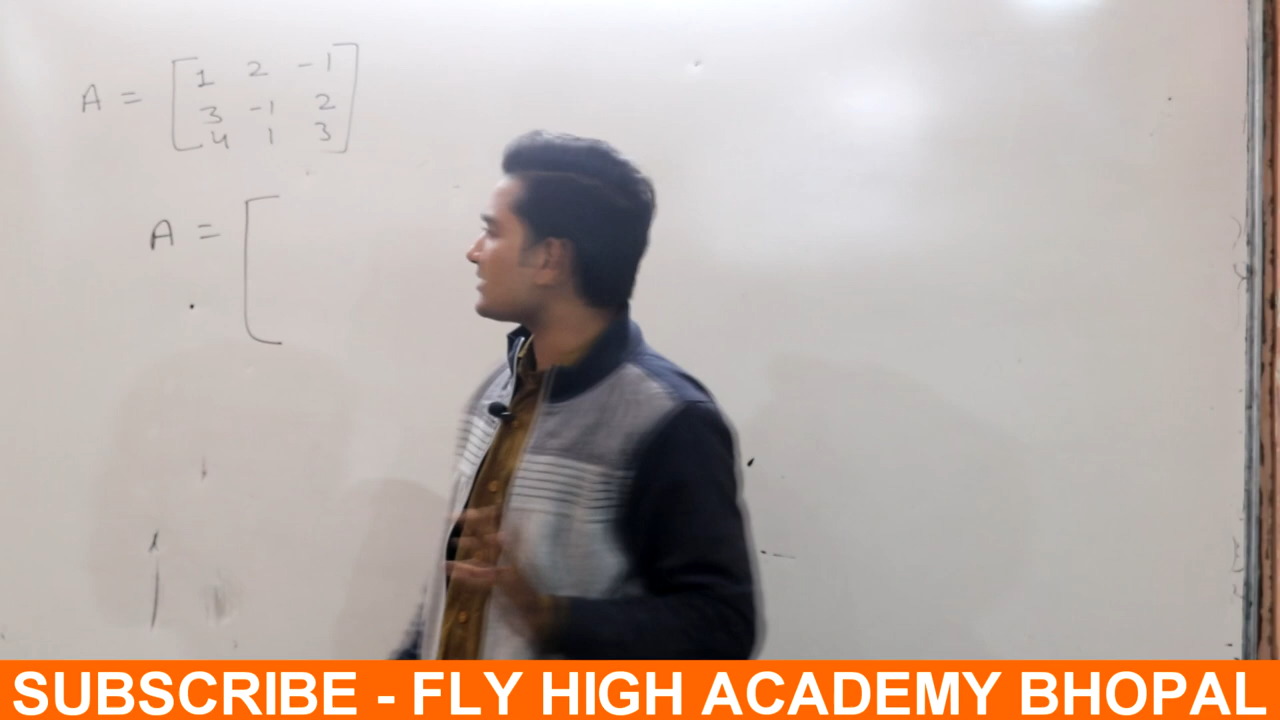 A = [ 1 2 -1
3 -1 2
4 1 3 ]
A = [
SUBSCRIBE - FLY HIGH ACADEMY BHOPAL